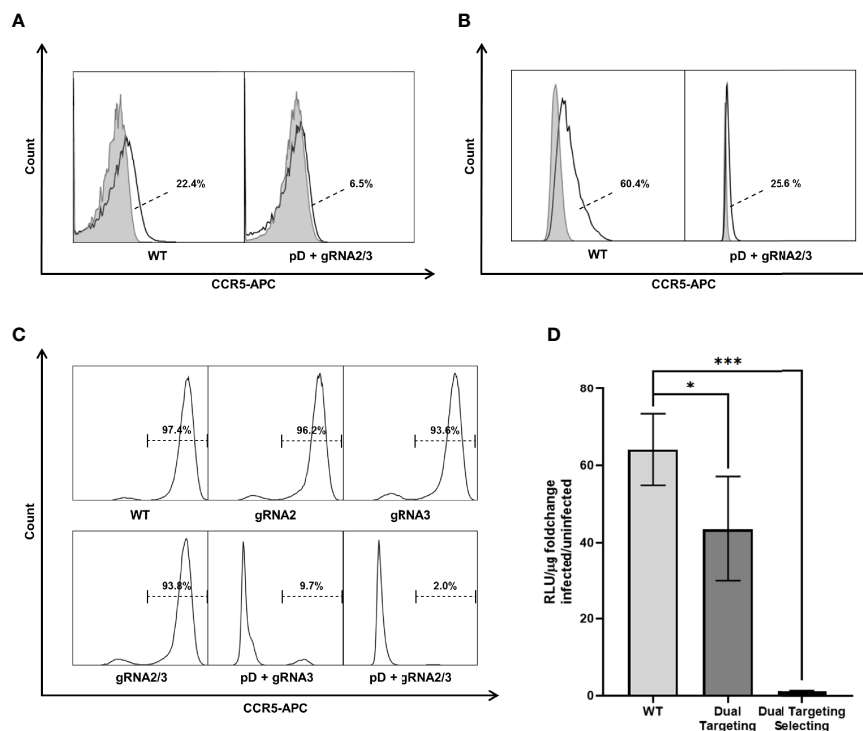 A
Count
22.4%
6.5%
WT
pD + gRNA2/3
CCR5-APC
B
Count
60.4%
25.6 %
WT
pD + gRNA2/3
CCR5-APC
C
Count
97.4%
96.2%
93.6%
WT
gRNA2
gRNA3
93.8%
9.7%
2.0%
gRNA2/3
pD + gRNA3
pD + gRNA2/3
CCR5-APC
D
RLU/µg foldchange
infected/uninfected
80
60
40
20
0
***
*
WT
Dual
Targeting
Dual Targeting
Selecting